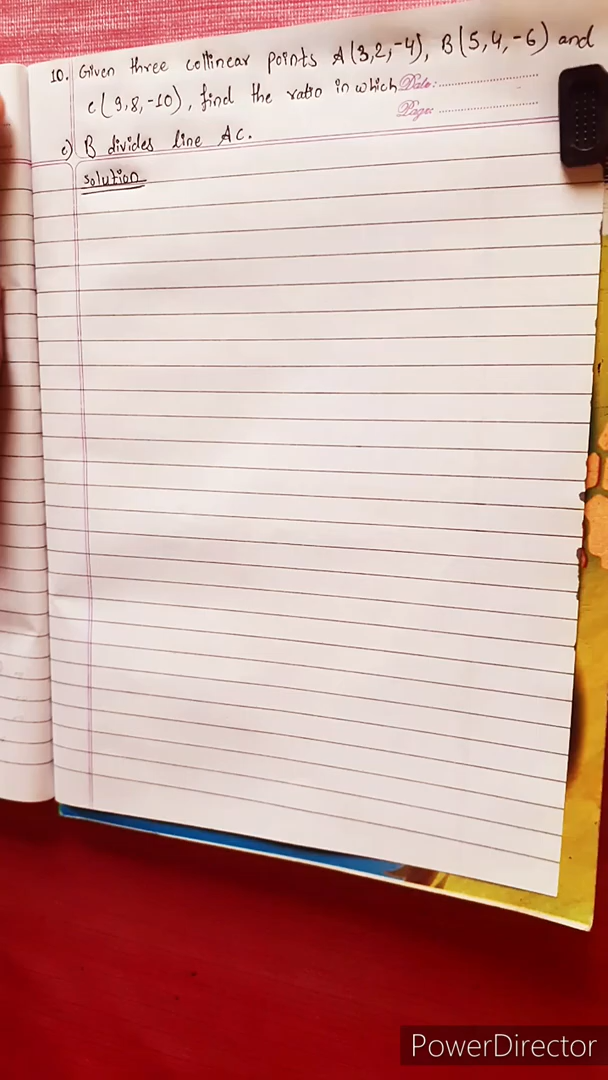 10. Given three collinear points A(3,2,-4), B(5,4,-6) and
C(9,8,-10), find the ratio in which
Date:
Page:
c) B divides line AC.
Solution
PowerDirector